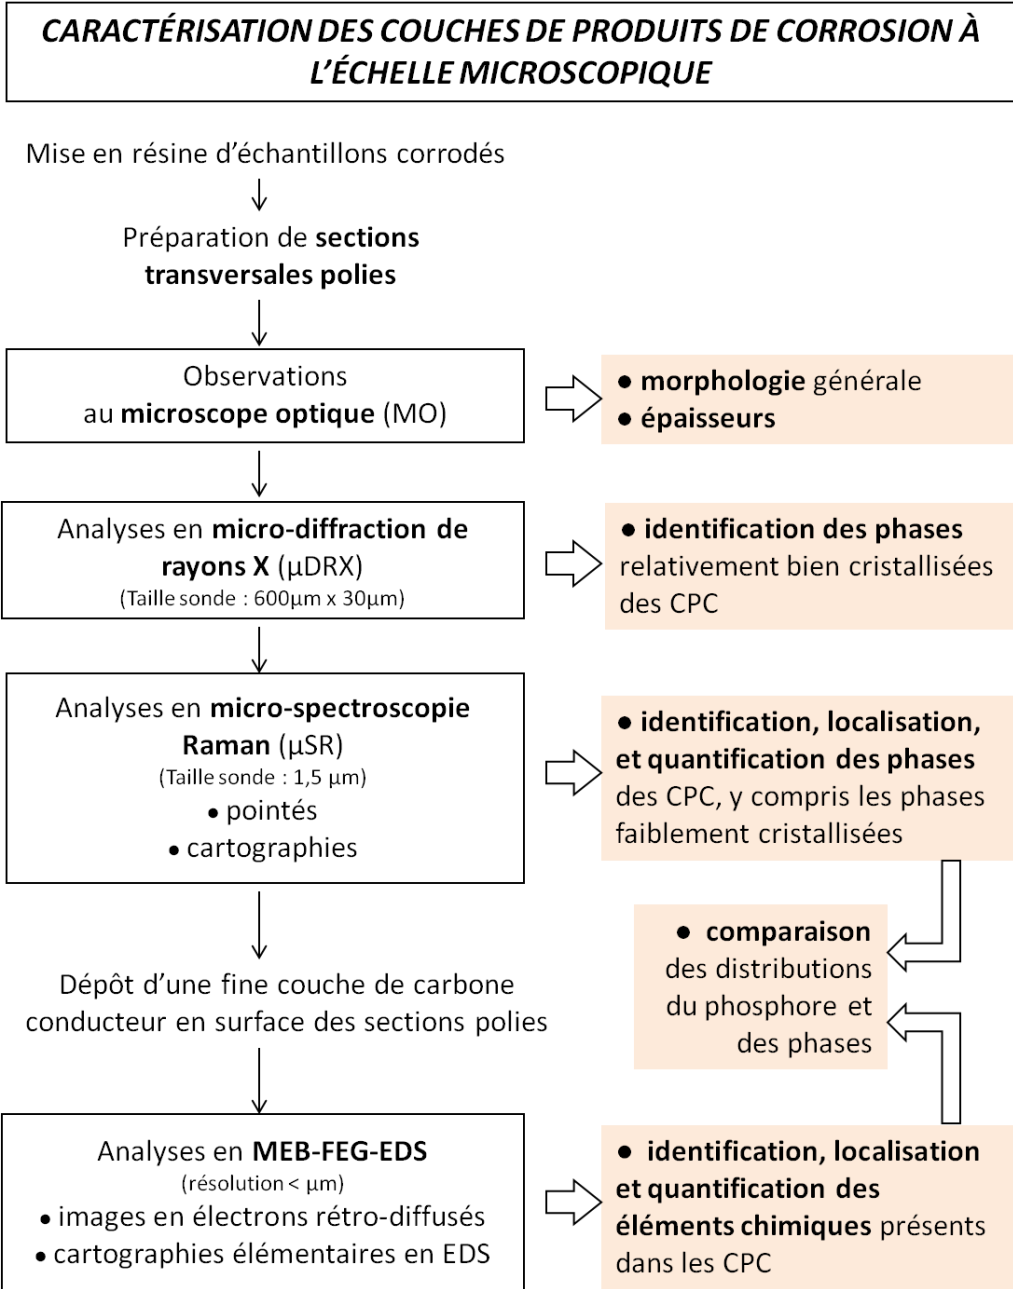 CARACTÉRISATION DES COUCHES DE PRODUITS DE CORROSION À
L’ÉCHELLE MICROSCOPIQUE
Mise en résine d’échantillons corrodés
Préparation de sections
transversales polies
Observations
au microscope optique (MO)
● morphologie générale
● épaisseurs
Analyses en micro-diffraction de
rayons X (µDRX)
(Taille sonde : 600µm x 30µm)
● identification des phases
relativement bien cristallisées
des CPC
Analyses en micro-spectroscopie
Raman (µSR)
(Taille sonde : 1,5 µm)
● pointés
● cartographies
● identification, localisation,
et quantification des phases
des CPC, y compris les phases
faiblement cristallisées
● comparaison
des distributions
du phosphore et
des phases
Dépôt d’une fine couche de carbone
conducteur en surface des sections polies
Analyses en MEB-FEG-EDS
(résolution < µm)
● images en électrons rétro-diffusés
● cartographies élémentaires en EDS
● identification, localisation
et quantification des
éléments chimiques présents
dans les CPC